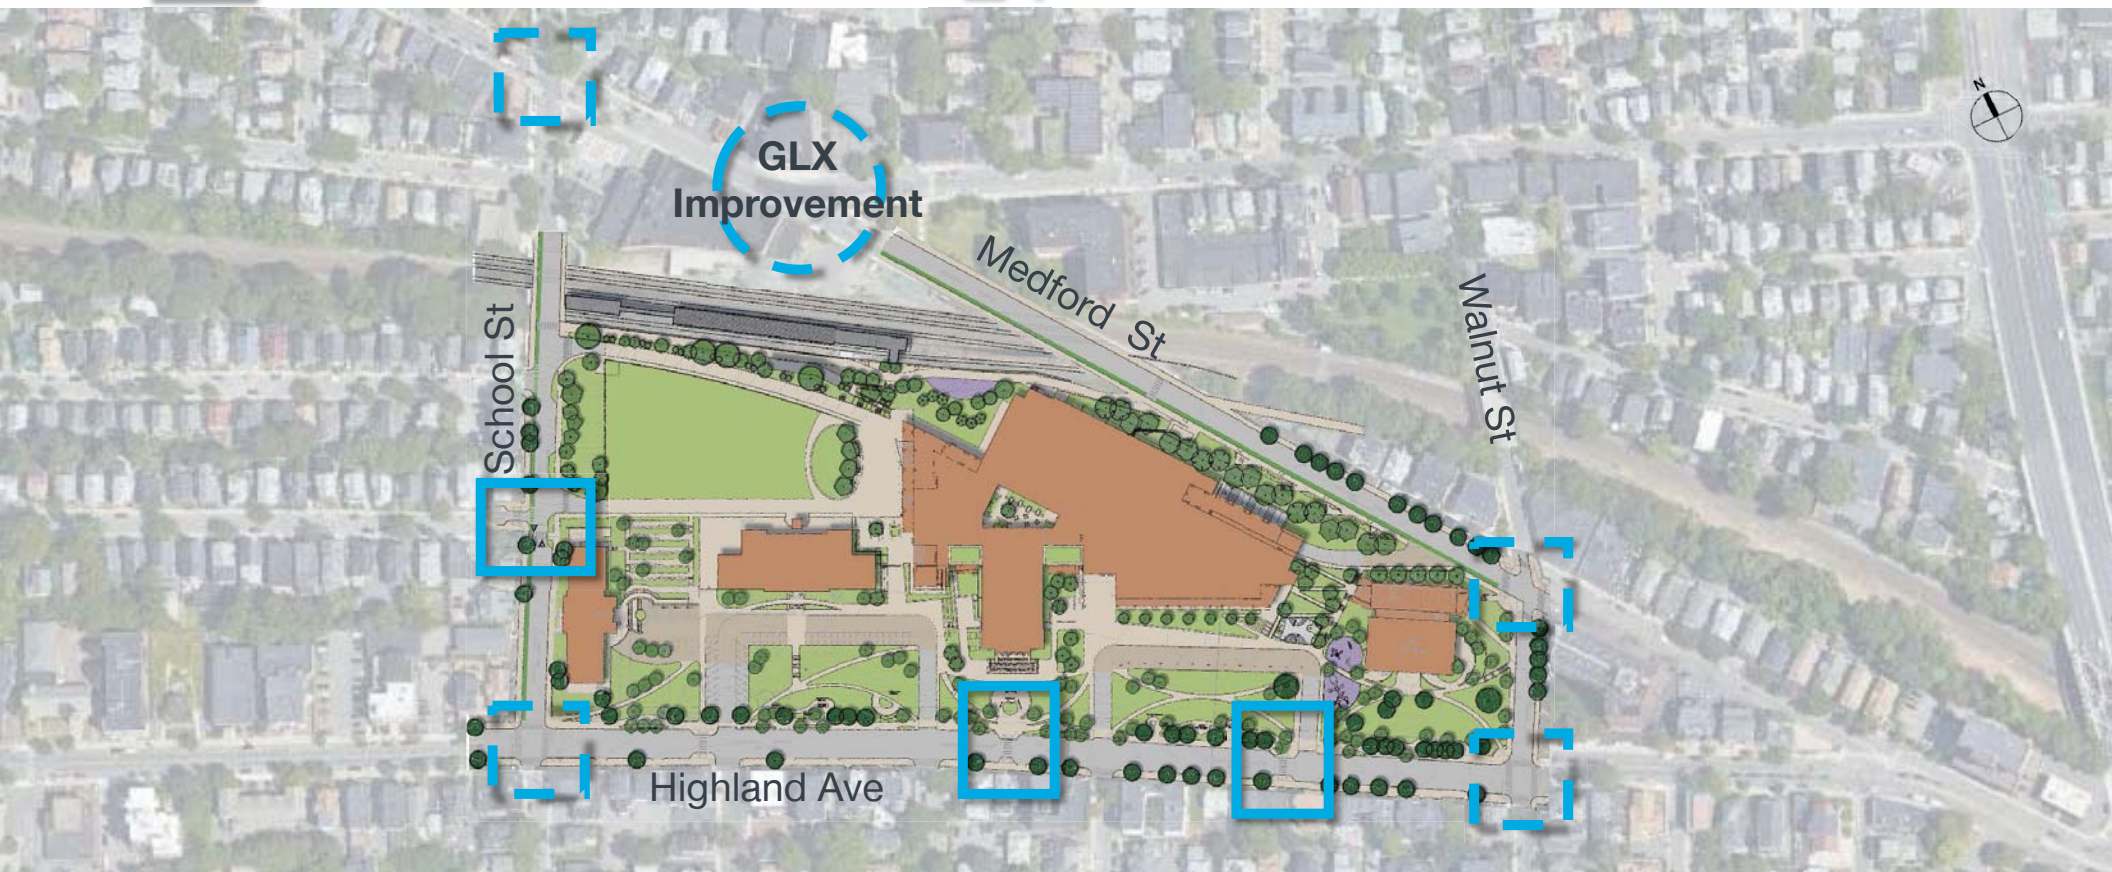 N
GLX
Improvement
Medford St
Walnut St
School St
Highland Ave